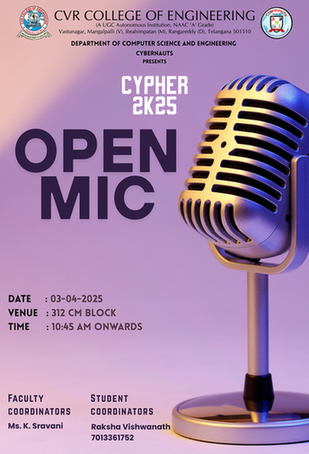 CVR COLLEGE OF ENGINEERING
(A UGC Autonomous Institution, NAAC 'A' Grade)
Vastunagar, Mangalpalli (V), Ibrahimpatan (M), Rangareddy (D), Telangana 501510
DEPARTMENT OF COMPUTER SCIENCE AND ENGINEERING
CYBERNAUTS
PRESENTS
CYPHER
2K25
OPEN
MIC
DATE : 03-04-2025
VENUE : 312 CM BLOCK
TIME : 10:45 AM ONWARDS
FACULTY
COORDINATORS
Ms. K. Sravani
STUDENT
COORDINATORS
Raksha Vishwanath
7013361752